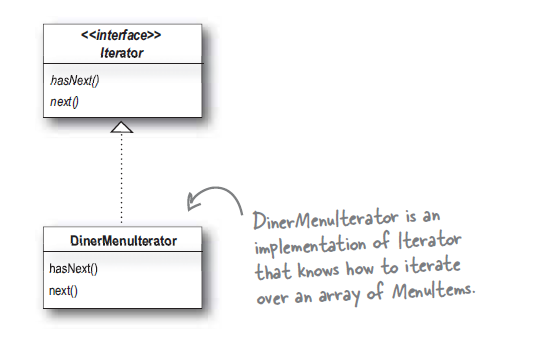 <<interface>>
Iterator
hasNext()
next()
DinerMenuIterator
hasNext()
next()
DinerMenuIterator is an
implementation of Iterator
that knows how to iterate
over an array of MenuItems.